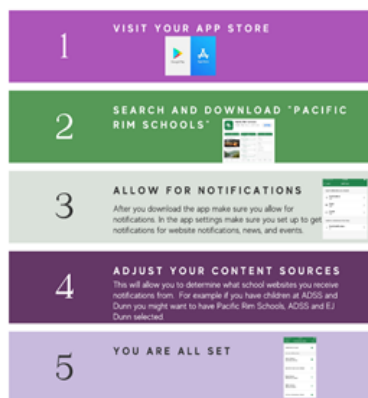 1
VISIT YOUR APP STORE
2
SEARCH AND DOWNLOAD "PACIFIC
RIM SCHOOLS"
3
ALLOW FOR NOTIFICATIONS
After you download the app make sure you allow for
notifications. In the app settings make sure you set up to get
notifications for website notifications, news, and events.
4
ADJUST YOUR CONTENT SOURCES
This will allow you to determine what school websites you receive
notifications from. For example if you have children at ADSS and
Dunn you might want to have Pacific Rim Schools, ADSS and EJ
Dunn selected.
5
YOU ARE ALL SET